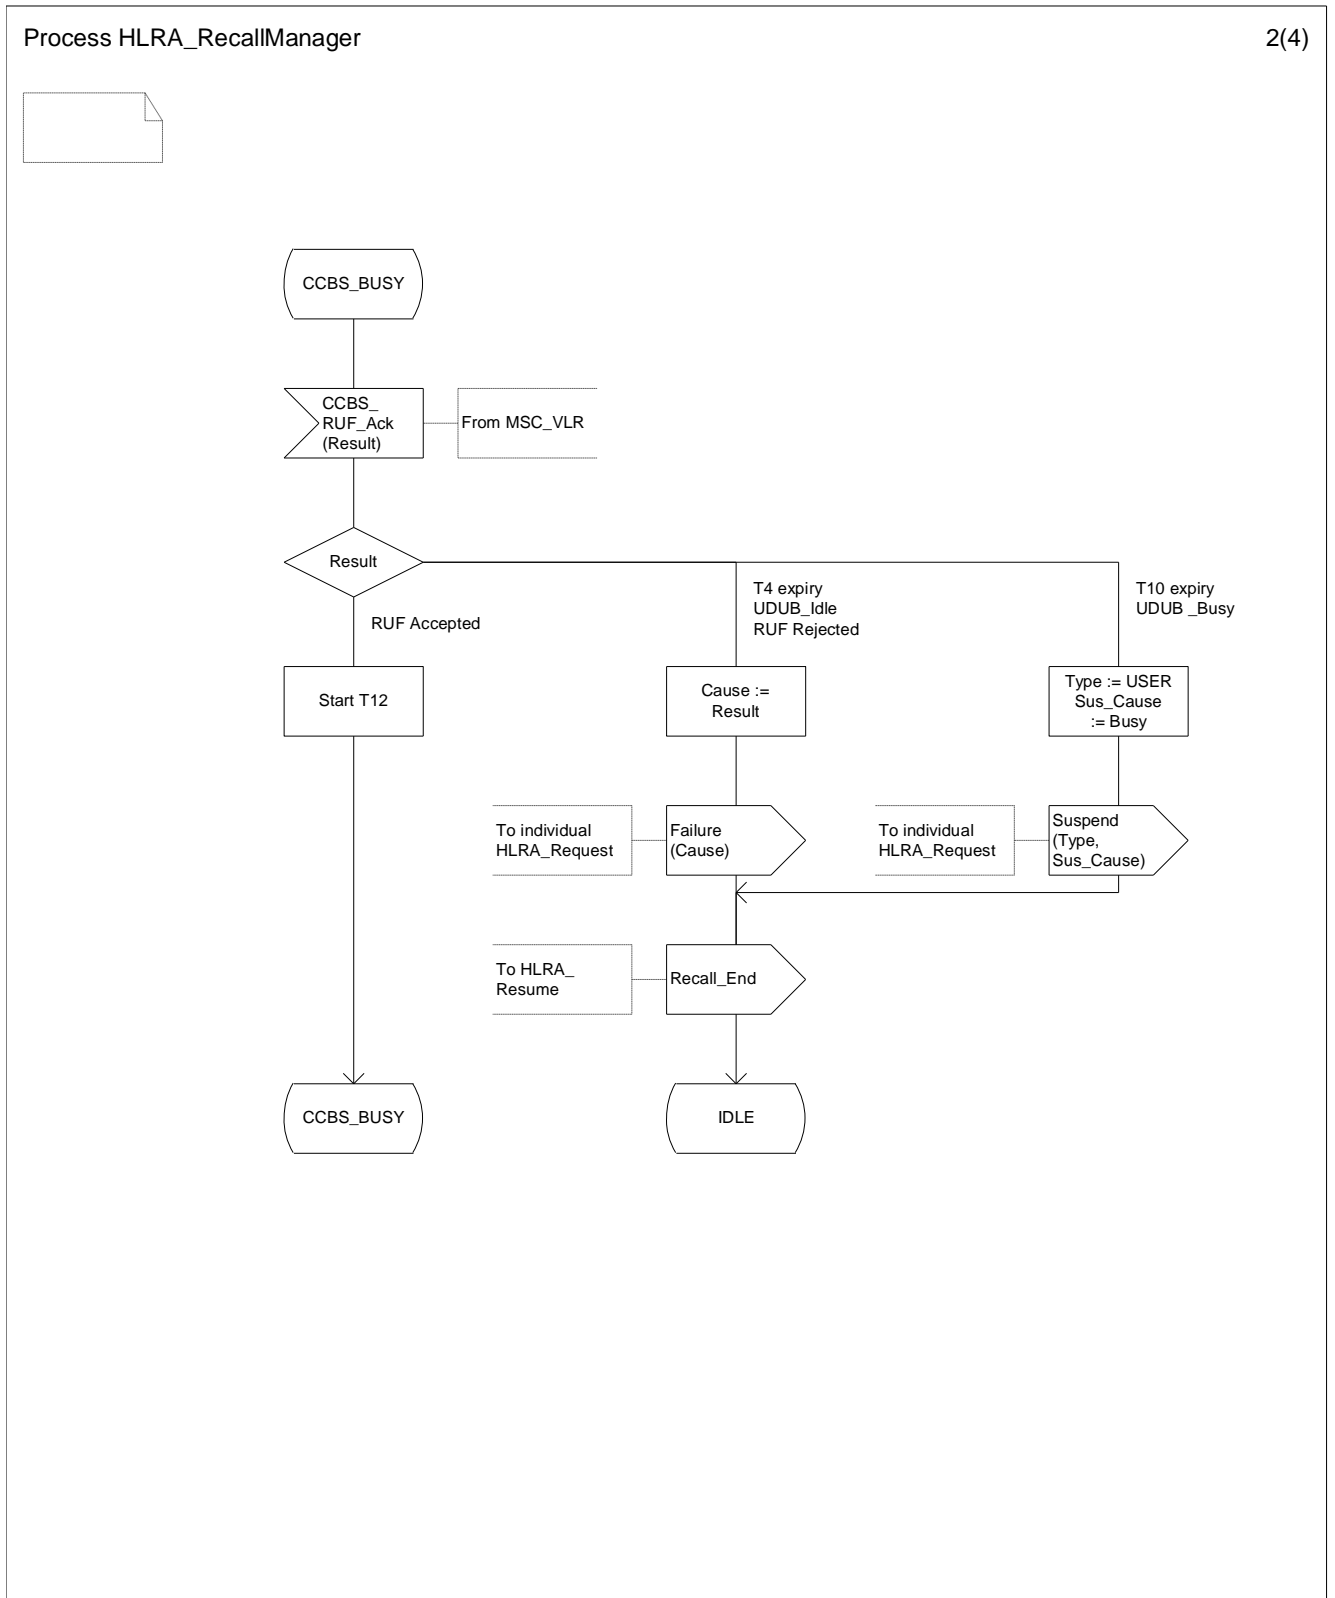 Process HLRA_RecallManager
2(4)
CCBS_BUSY
CCBS_
RUF_Ack
(Result)
From MSC_VLR
Result
RUF Accepted
T4 expiry
UDUB_Idle
RUF Rejected
T10 expiry
UDUB _Busy
Start T12
Cause :=
Result
Type := USER
Sus_Cause
:= Busy
To individual
HLRA_Request
Failure
(Cause)
To individual
HLRA_Request
Suspend
(Type,
Sus_Cause)
To HLRA_
Resume
Recall_End
CCBS_BUSY
IDLE